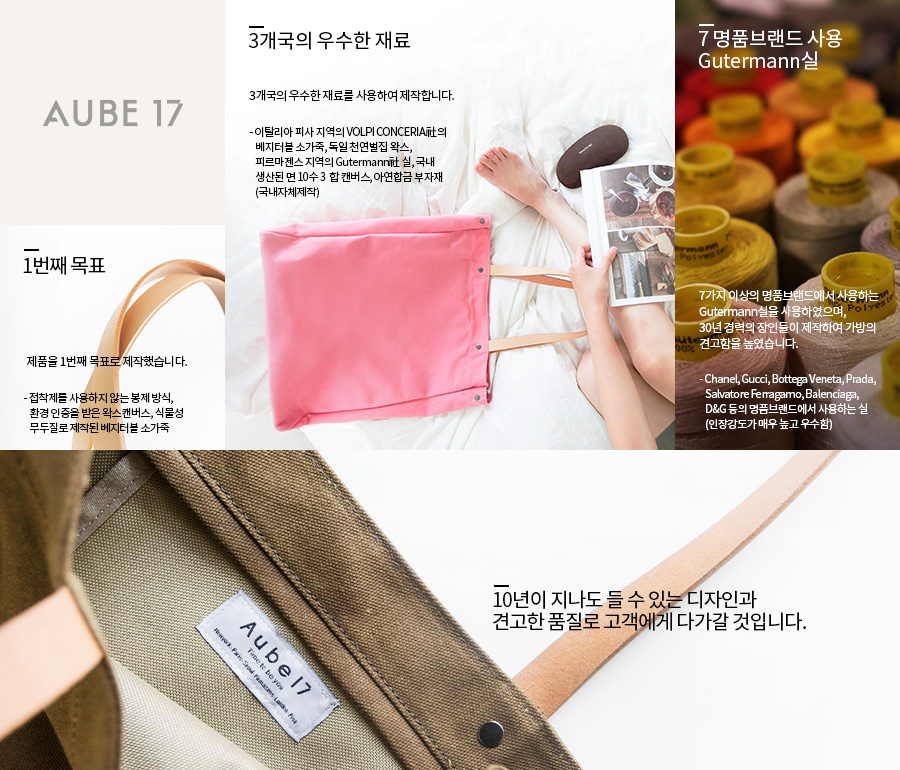 AUBE 17
1번째 목표
제품을 1번째 목표로 제작했습니다.
- 접착제를 사용하지 않는 봉제 방식,
환경 인증을 받은 왁스캔버스, 식물성
무두질로 제작된 베지터블 소가죽
3개국의 우수한 재료
3개국의 우수한 재료를 사용하여 제작합니다.
- 이탈리아 피사 지역의 VOLPI CONCERIA社의
베지터블 소가죽, 독일 천연벌집 왁스,
피르마젠스 지역의 Gutermann社 실, 국내
생산된 면 10수 3 합 캔버스, 아연합금 부자재
(국내자체제작)
7 명품브랜드 사용
Gutermann실
7가지 이상의 명품브랜드에서 사용하는
Gutermann실을 사용하였으며,
30년 경력의 장인들이 제작하여 가방의
견고함을 높였습니다.
- Chanel, Gucci, Bottega Veneta, Prada,
Salvatore Ferragamo, Balenciaga,
D&G 등의 명품브랜드에서 사용하는 실
(인장강도가 매우 높고 우수함)
10년이 지나도 들 수 있는 디자인과
견고한 품질로 고객에게 다가갈 것입니다.
Aube 17
Time to be you